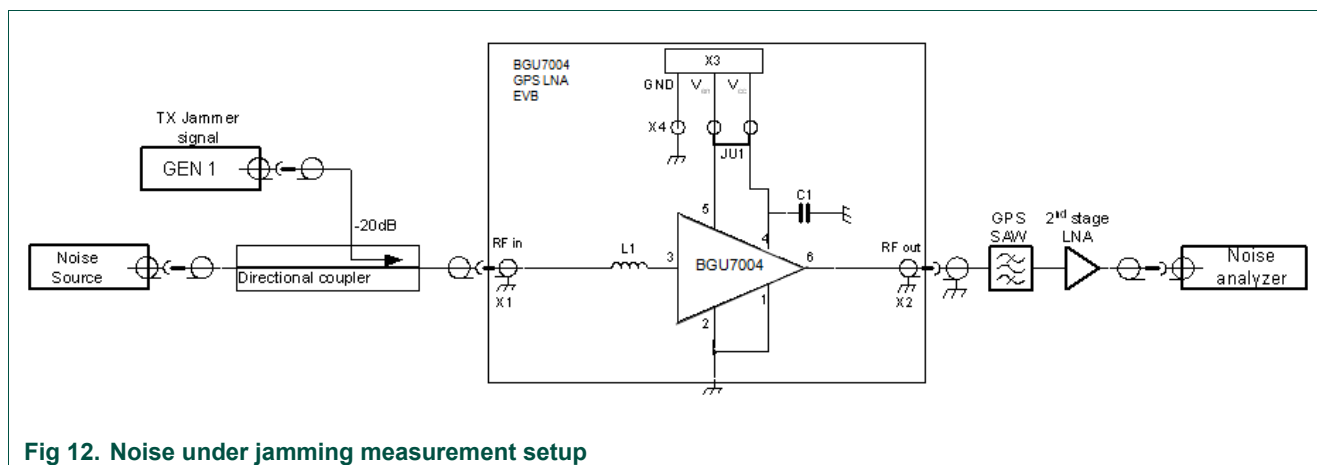 BGU7004
GPS LNA
EVB
X3
GND V en V cc
X4
JU1
TX Jammer
signal
GEN 1
-20dB
C1
5
4
Noise
Source
Directional coupler
RF in
X1
L1
3
BGU7004
6
1
2
RF out
X2
GPS
SAW
2nd stage
LNA
Noise
analyzer
Fig 12. Noise under jamming measurement setup